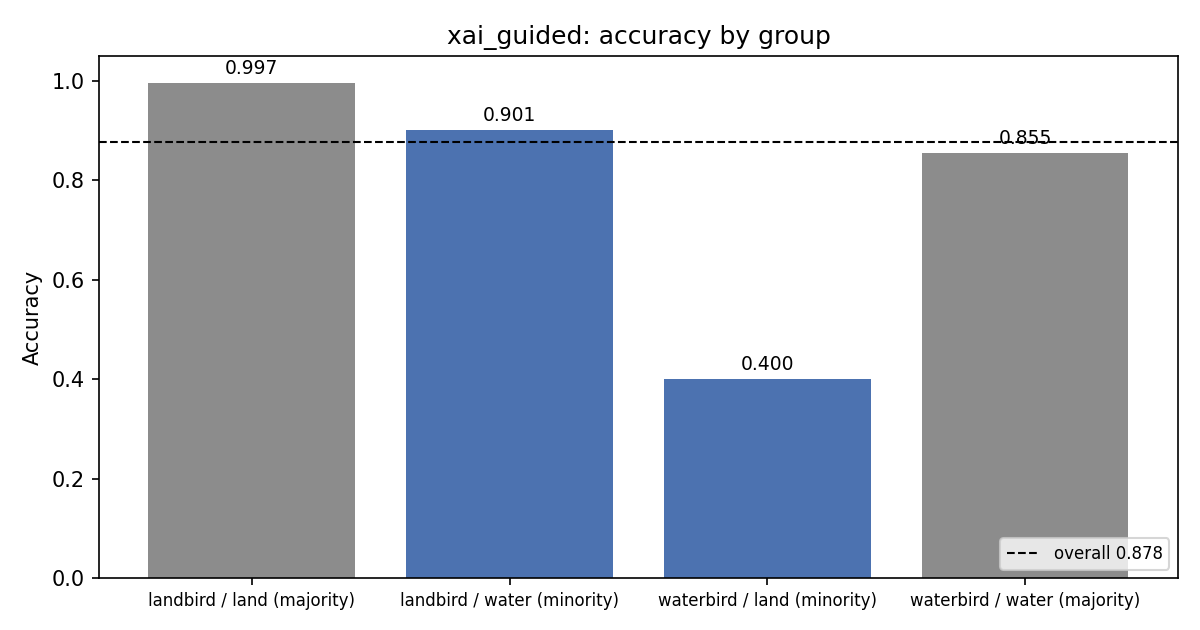 xai_guided: accuracy by group
Accuracy
1.0
0.8
0.6
0.4
0.2
0.0
0.997
0.901
0.400
0.855
overall 0.878
landbird / land (majority)
landbird / water (minority)
waterbird / land (minority)
waterbird / water (majority)